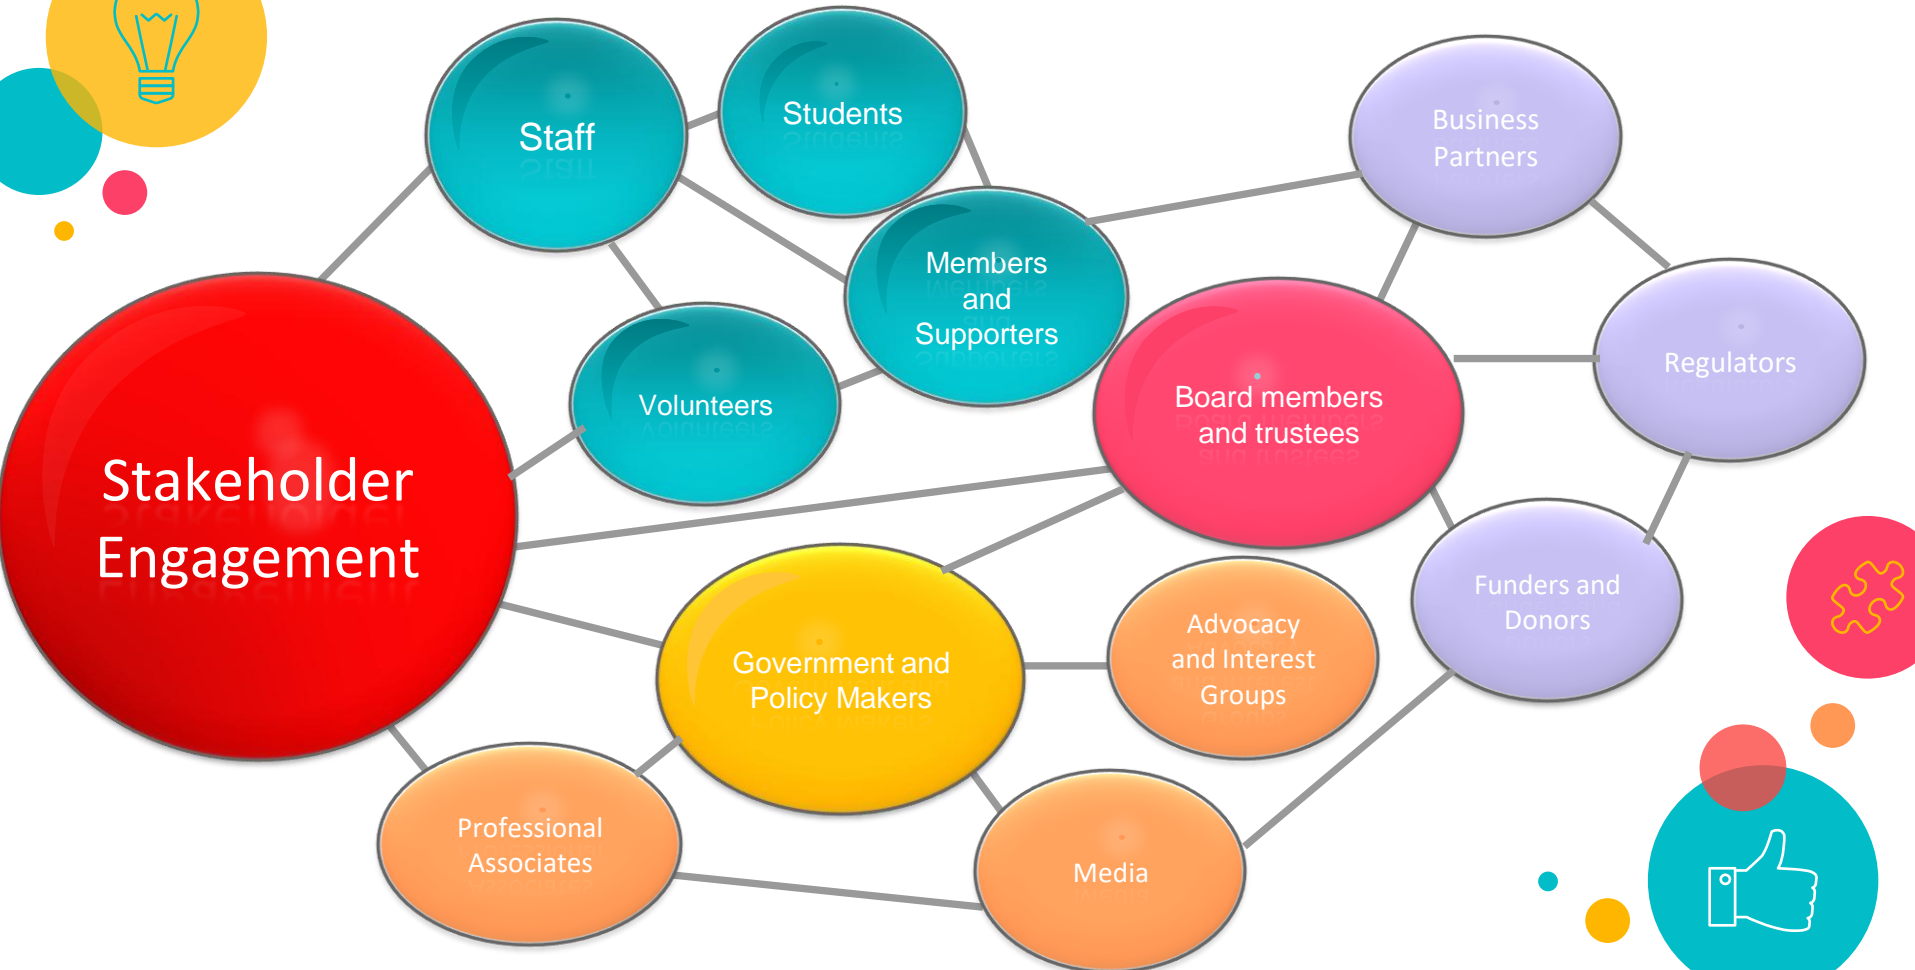 Staff
Students
Business
Partners
Members
and
Supporters
Regulators
Volunteers
Board members
and trustees
Stakeholder
Engagement
Funders and
Donors
Advocacy
and Interest
Groups
Government and
Policy Makers
Professional
Associates
Media